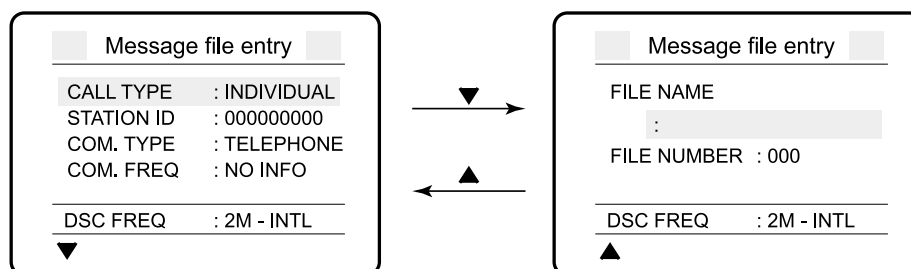 Message file entry
CALL TYPE : INDIVIDUAL
STATION ID : 000000000
COM. TYPE : TELEPHONE
COM. FREQ : NO INFO
DSC FREQ : 2M - INTL
▼
▼
▲
Message file entry
FILE NAME
:
FILE NUMBER : 000
DSC FREQ : 2M - INTL
▲